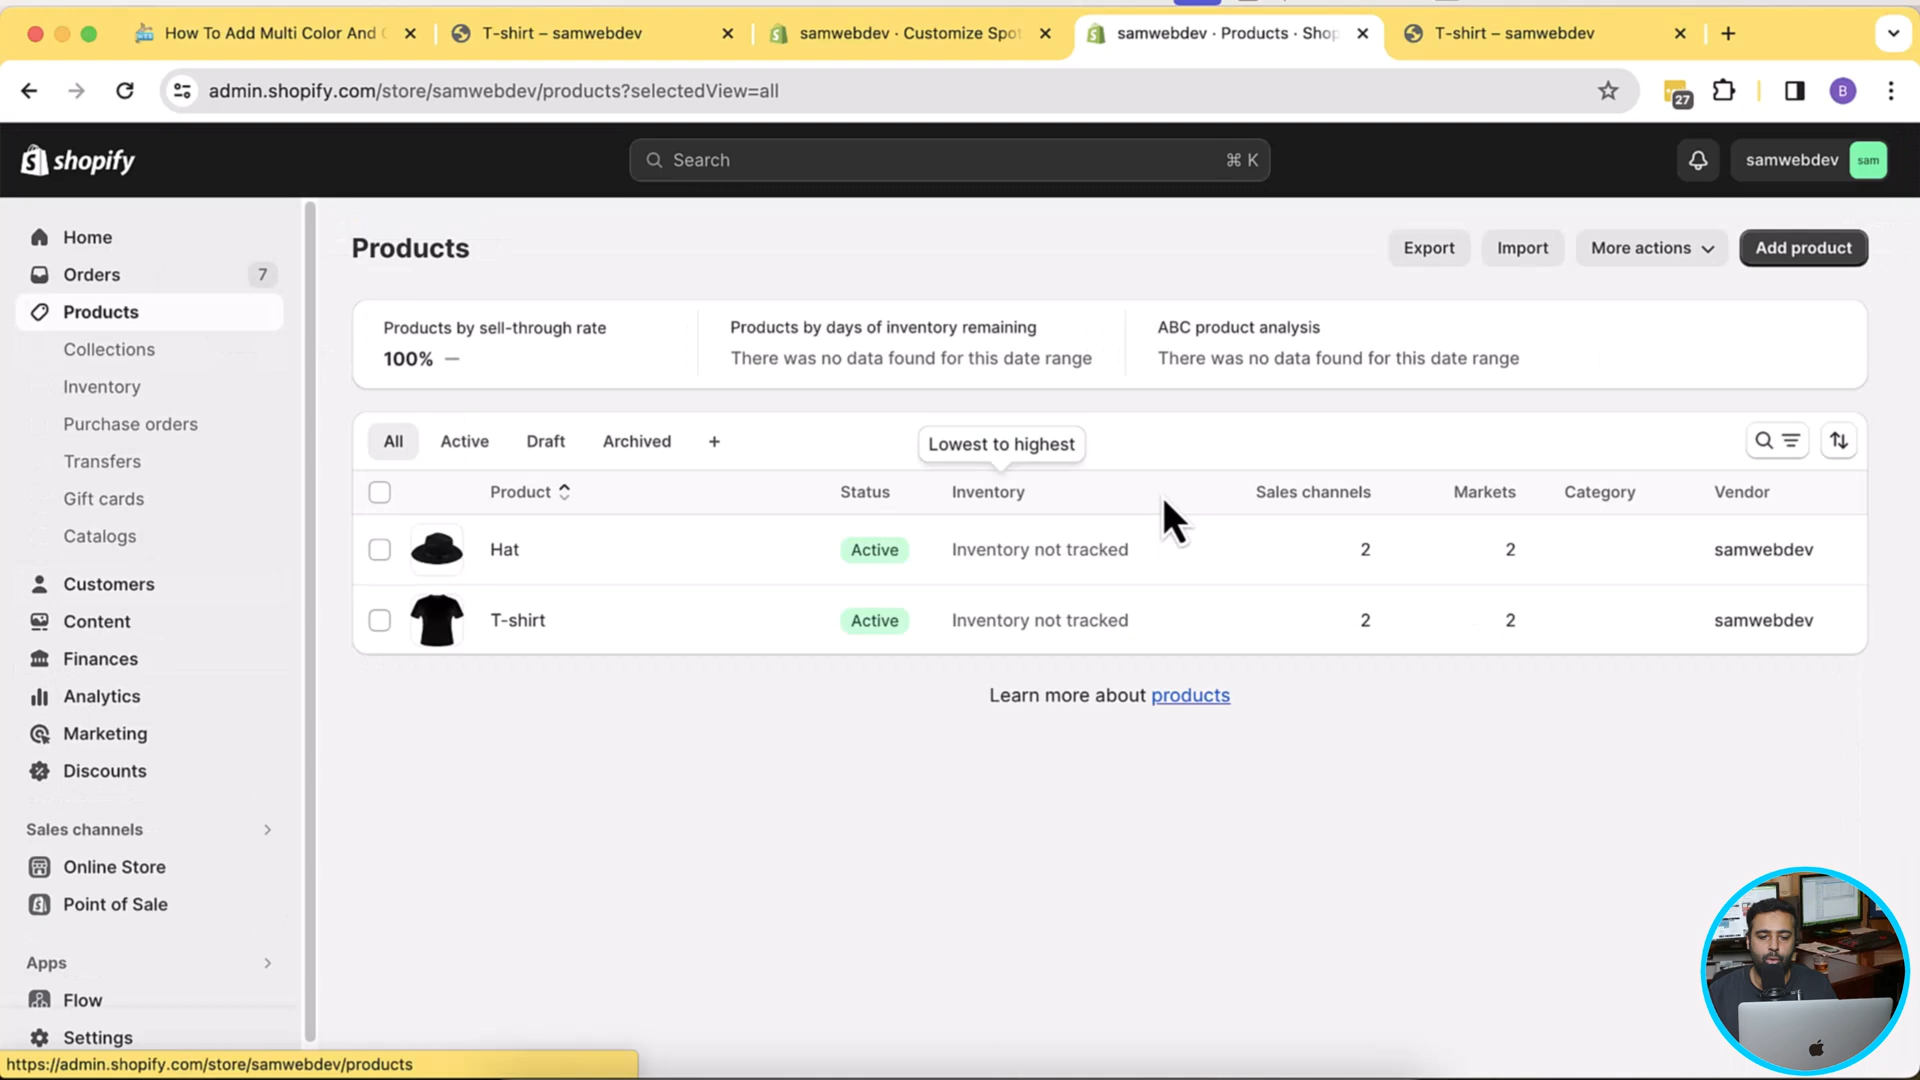 How To Add Multi Color And
T-shirt – samwebdev
samwebdev · Customize Spot
samwebdev · Products · Shop
T-shirt – samwebdev
admin.shopify.com/store/samwebdev/products?selectedView=all
27
B
shopify
Search
⌘ K
samwebdev
sam
Home
Orders
7
Products
Collections
Inventory
Purchase orders
Transfers
Gift cards
Catalogs
Customers
Content
Finances
Analytics
Marketing
Discounts
Sales channels
Online Store
Point of Sale
Apps
Flow
Settings
https://admin.shopify.com/store/samwebdev/products
Products
Export
Import
More actions
Add product
Products by sell-through rate
100% —
Products by days of inventory remaining
There was no data found for this date range
ABC product analysis
There was no data found for this date range
All
Active
Draft
Archived
+
Lowest to highest
Product
Status
Inventory
Sales channels
Markets
Category
Vendor
Hat
Active
Inventory not tracked
2
2
samwebdev
T-shirt
Active
Inventory not tracked
2
2
samwebdev
Learn more about products